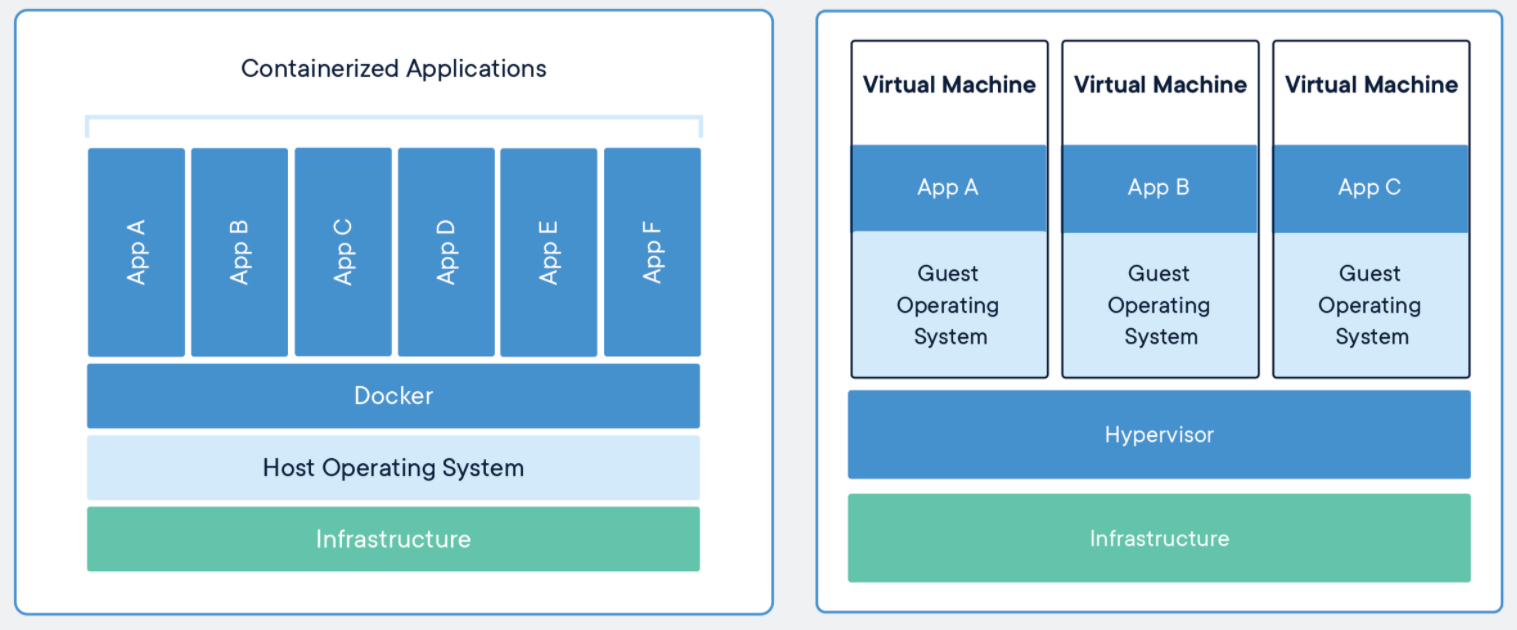 Containerized Applications
App A
App B
App C
App D
App E
App F
Docker
Host Operating System
Infrastructure
Virtual Machine
App A
Guest
Operating
System
Virtual Machine
App B
Guest
Operating
System
Virtual Machine
App C
Guest
Operating
System
Hypervisor
Infrastructure